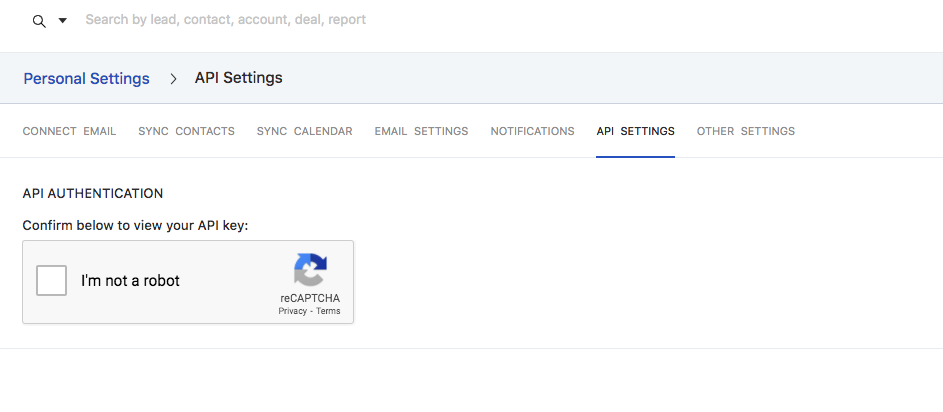 Search by lead, contact, account, deal, report
Personal Settings > API Settings
CONNECT EMAIL SYNC CONTACTS SYNC CALENDAR EMAIL SETTINGS NOTIFICATIONS API SETTINGS OTHER SETTINGS
API AUTHENTICATION
Confirm below to view your API key:
I'm not a robot
reCAPTCHA
Privacy - Terms